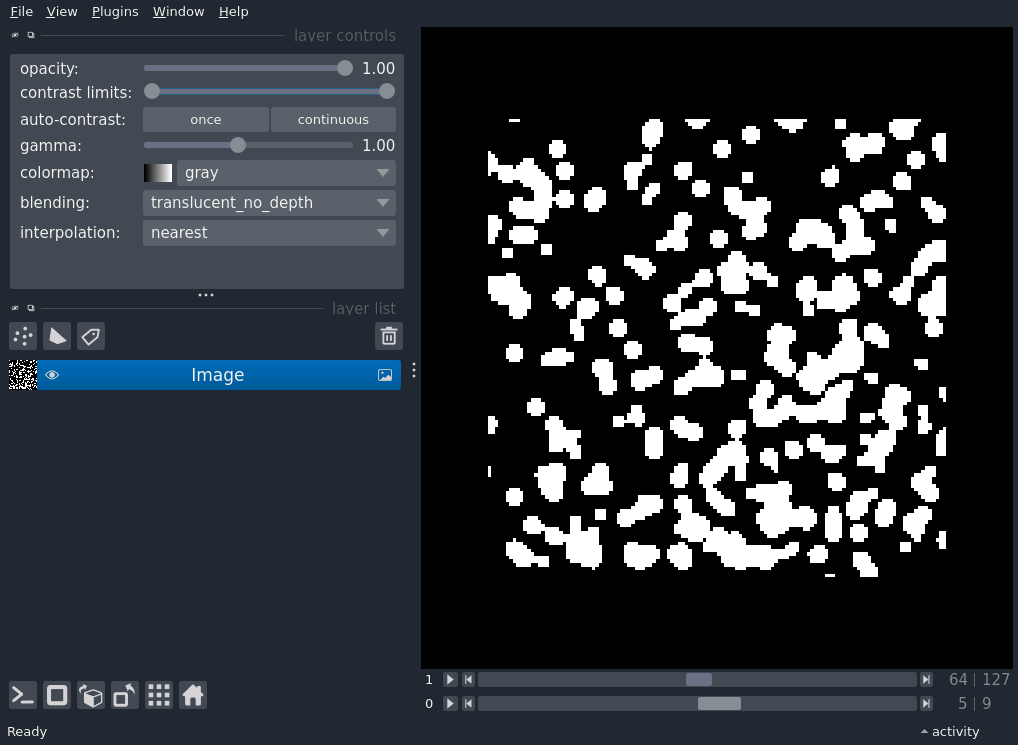 File View Plugins Window Help
layer controls
opacity: 1.00
contrast limits:
auto-contrast: once continuous
gamma: 1.00
colormap: gray
blending: translucent_no_depth
interpolation: nearest
layer list
Image
1 64 | 127
0 5 | 9
Ready activity